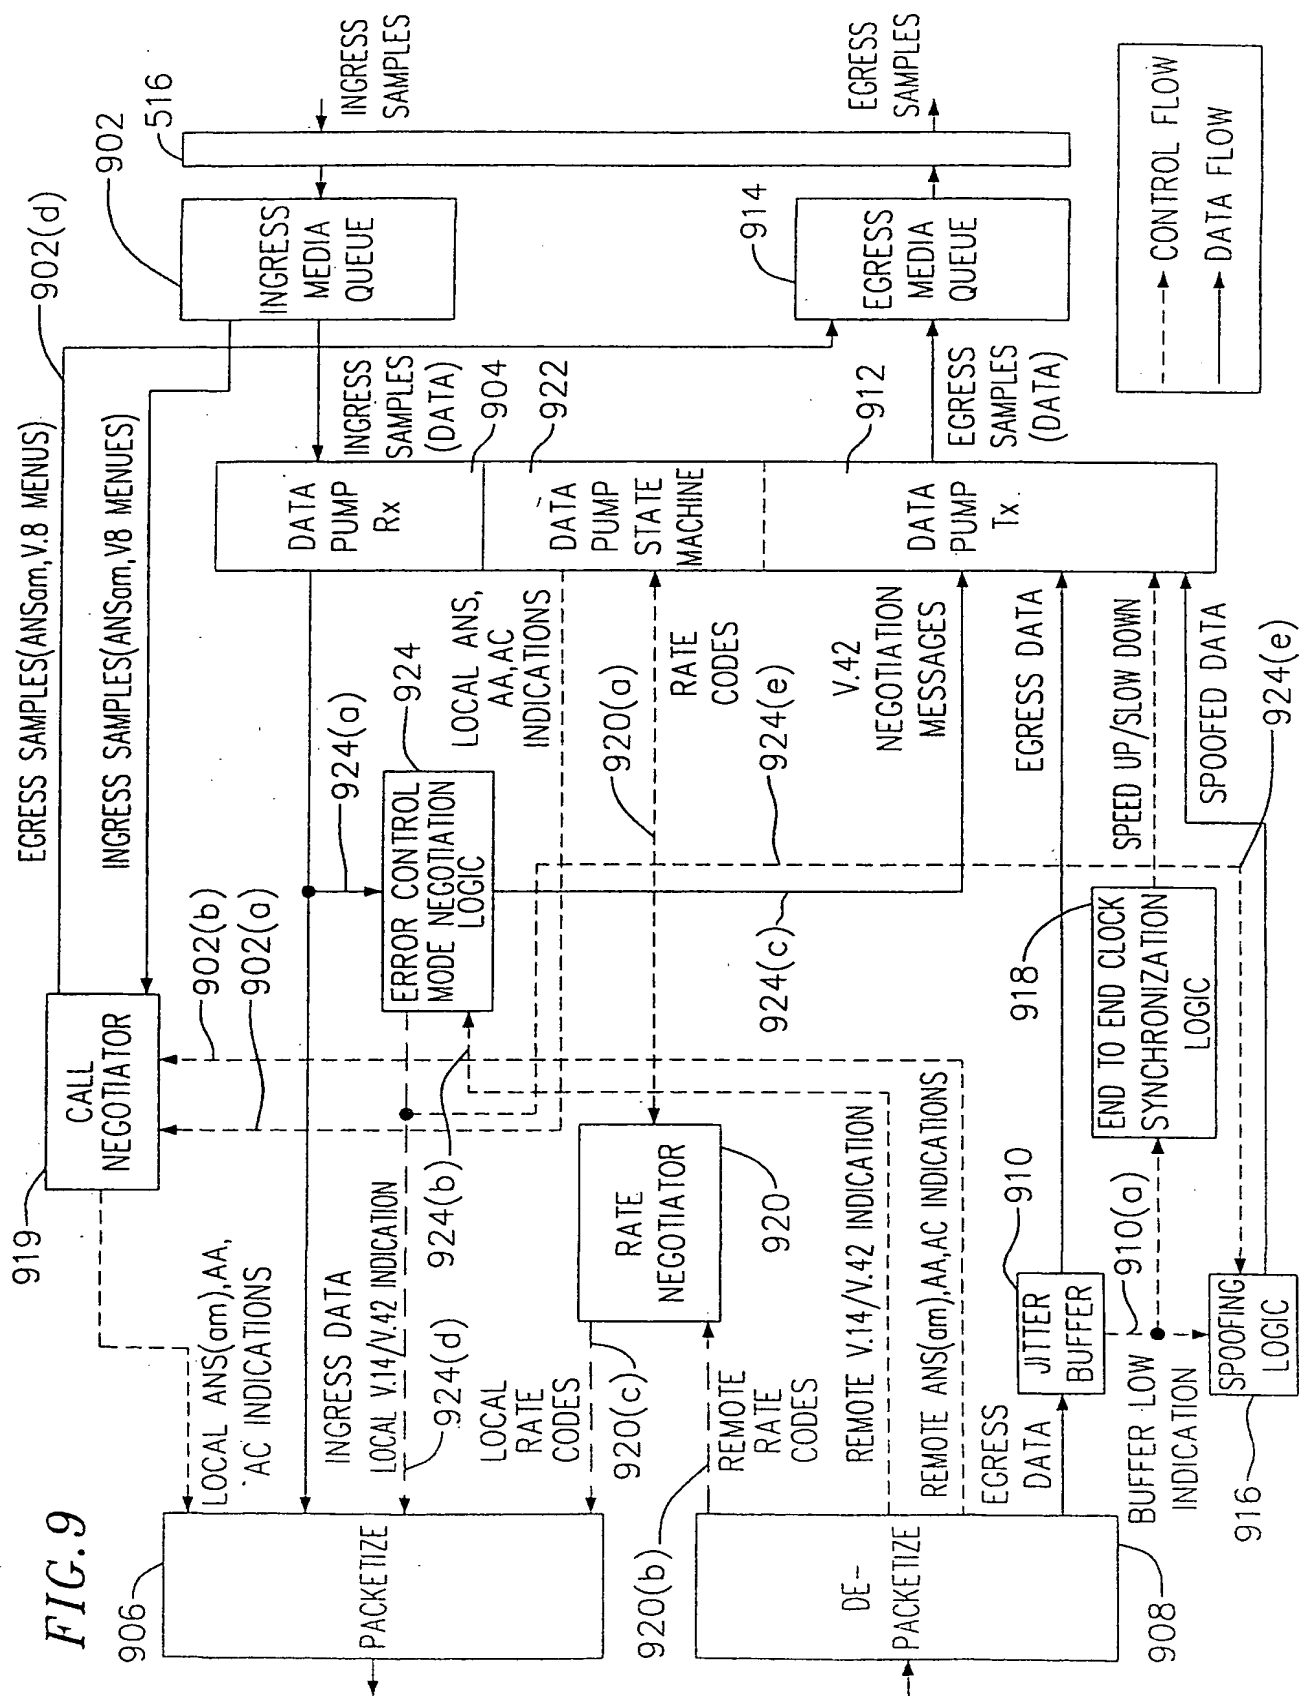 FIG. 9
906
PACKETIZE
LOCAL ANS(am), AA,
AC INDICATIONS
INGRESS DATA
LOCAL V.14/V.42 INDICATION
924(d)
LOCAL
RATE
CODES
920(c)
920(b)
REMOTE
RATE
CODES
DE-
PACKETIZE
908
REMOTE V.14/V.42 INDICATION
REMOTE ANS(am),AA,AC INDICATIONS
EGRESS
DATA
BUFFER LOW
INDICATION
916
919
CALL
NEGOTIATOR
902(b)
902(a)
924(b)
RATE
NEGOTIATOR
920
910
JITTER
BUFFER
910(a)
SPOOFING
LOGIC
918
END TO END CLOCK
SYNCHRONIZATION
LOGIC
924(a)
924
ERROR CONTROL
MODE NEGOTIATION
LOGIC
924(c)
EGRESS SAMPLES(ANSam,V.8 MENUS)
INGRESS SAMPLES(ANSam,V8 MENUES)
LOCAL ANS,
AA,AC
INDICATIONS
920(a)
RATE
CODES
924(e)
V.42
NEGOTIATION
MESSAGES
EGRESS DATA
SPEED UP/SLOW DOWN
SPOOFED DATA
924(e)
DATA
PUMP
Rx
DATA
PUMP
STATE
MACHINE
DATA
PUMP
Tx.
902(d)
INGRESS
SAMPLES
(DATA)
904
922
912
EGRESS
SAMPLES
(DATA)
902
INGRESS
MEDIA
QUEUE
914
EGRESS
MEDIA
QUEUE
516
INGRESS
SAMPLES
EGRESS
SAMPLES
CONTROL FLOW
DATA FLOW